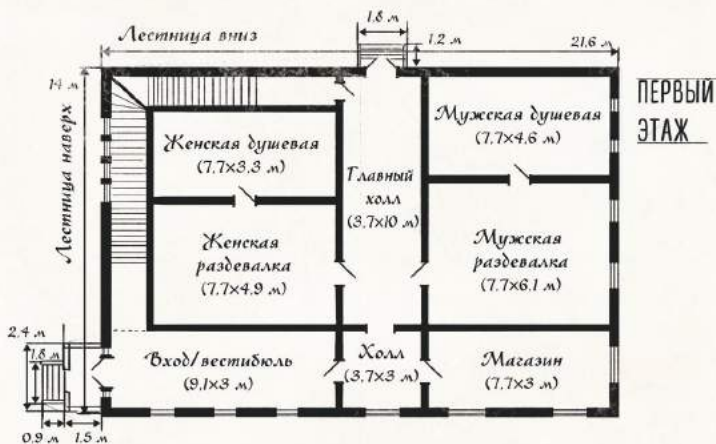 1.8 м
Лестница вниз
1.2 м
21.6 м
14 м
ПЕРВЫЙ
ЭТАЖ
Мужская душевая
(7.7×4.6 м)
Женская душевая
(7.7×3.3 м)
Лестница наверх
Главный
холл
(3.7×10 м)
Женская
раздевалка
(7.7×4.9 м)
Мужская
раздевалка
(7.7×6.1 м)
2.4 м
1.8 м
Вход/вестибюль
(9.1×3 м)
Холл
(3.7×3 м)
Магазин
(7.7×3 м)
0.9 м
1.5 м